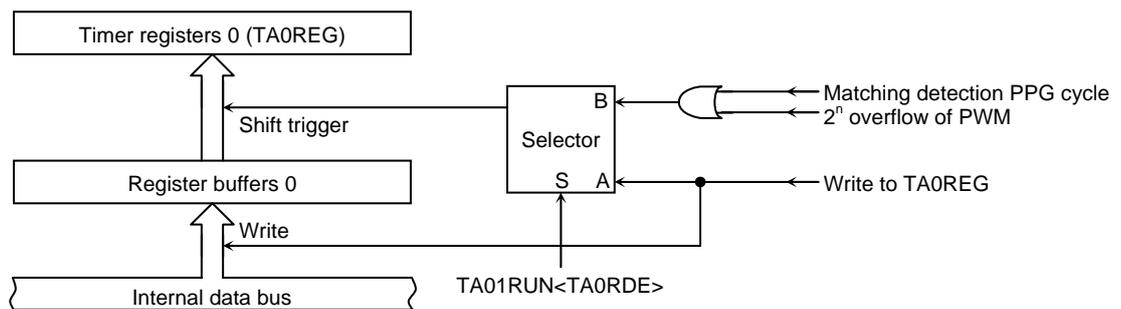 Timer registers 0 (TA0REG)
B
Matching detection PPG cycle
2ⁿ overflow of PWM
Shift trigger
Selector
Register buffers 0
S A
Write to TA0REG
Write
TA01RUN<TA0RDE>
Internal data bus